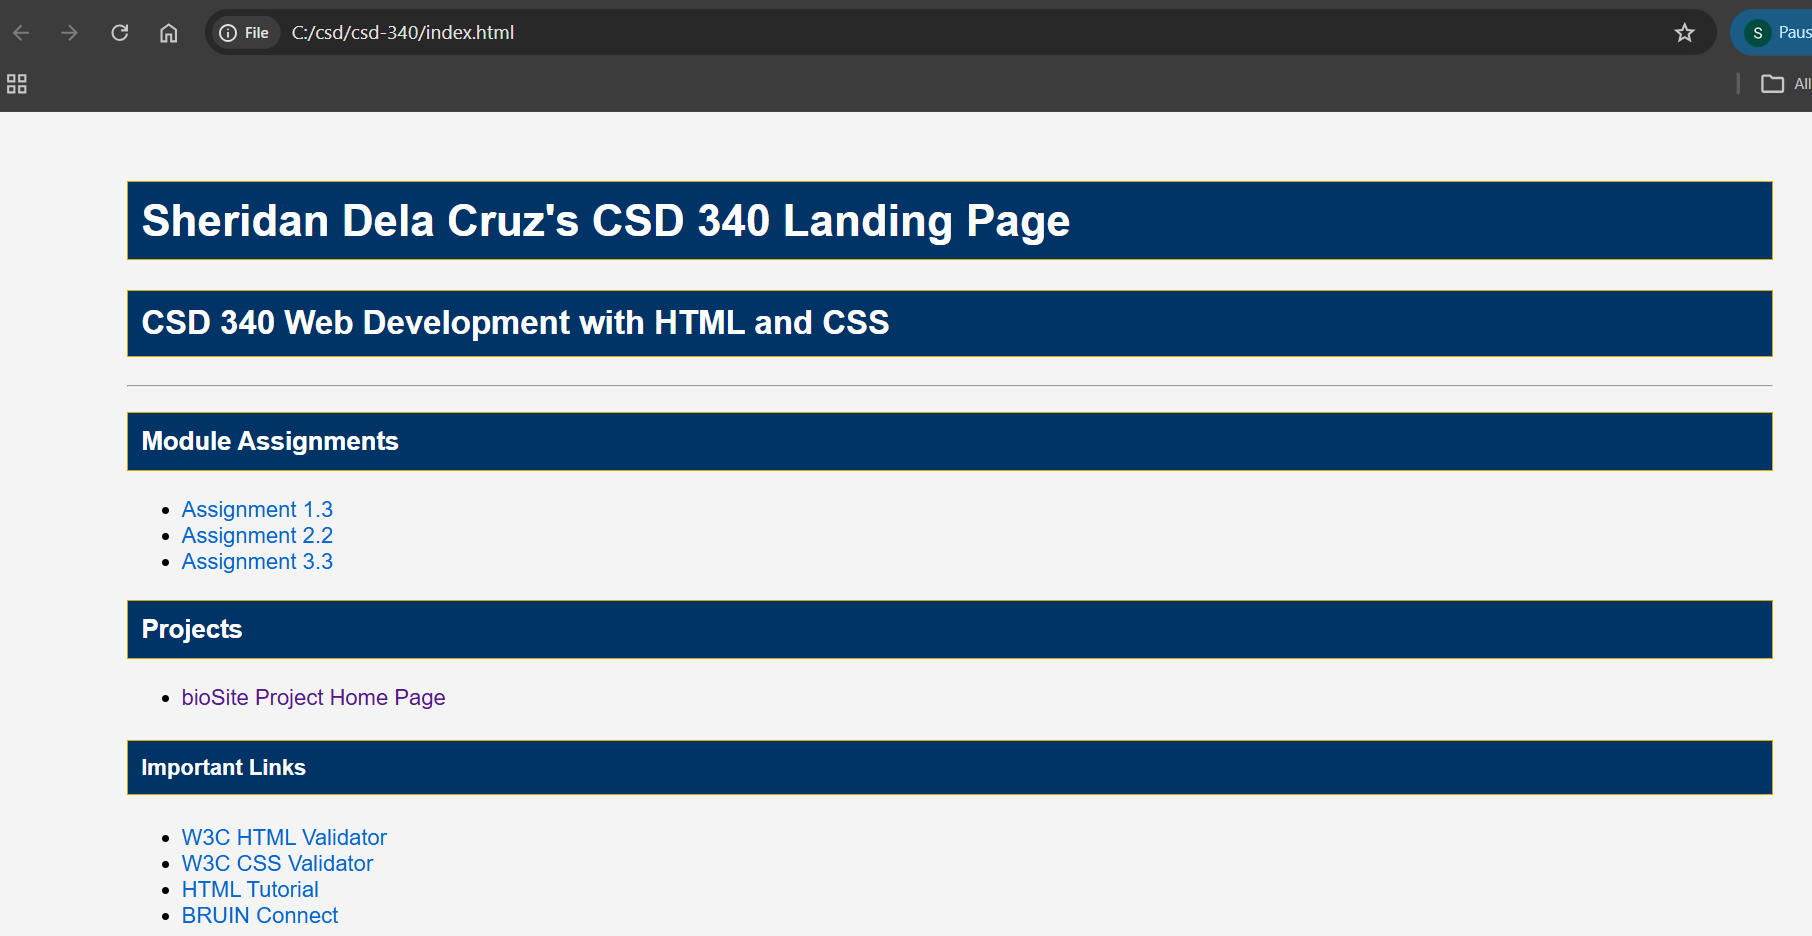 File C:/csd/csd-340/index.html S Paus
All
Sheridan Dela Cruz's CSD 340 Landing Page
CSD 340 Web Development with HTML and CSS
Module Assignments
Assignment 1.3
Assignment 2.2
Assignment 3.3
Projects
bioSite Project Home Page
Important Links
W3C HTML Validator
W3C CSS Validator
HTML Tutorial
BRUIN Connect